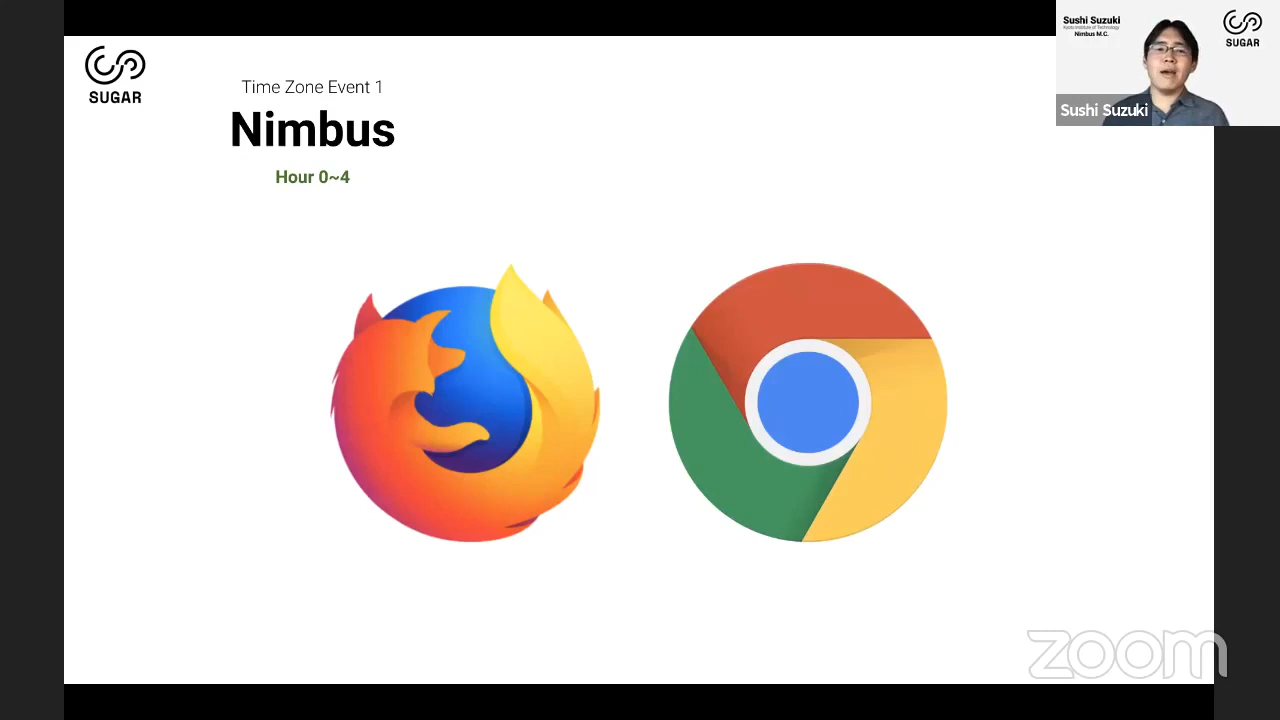 SUGAR
Time Zone Event 1
Nimbus
Hour 0~4
Sushi Suzuki
Kyoto Institute of Technology
Nimbus M.C.
SUGAR
Sushi Suzuki
zoom